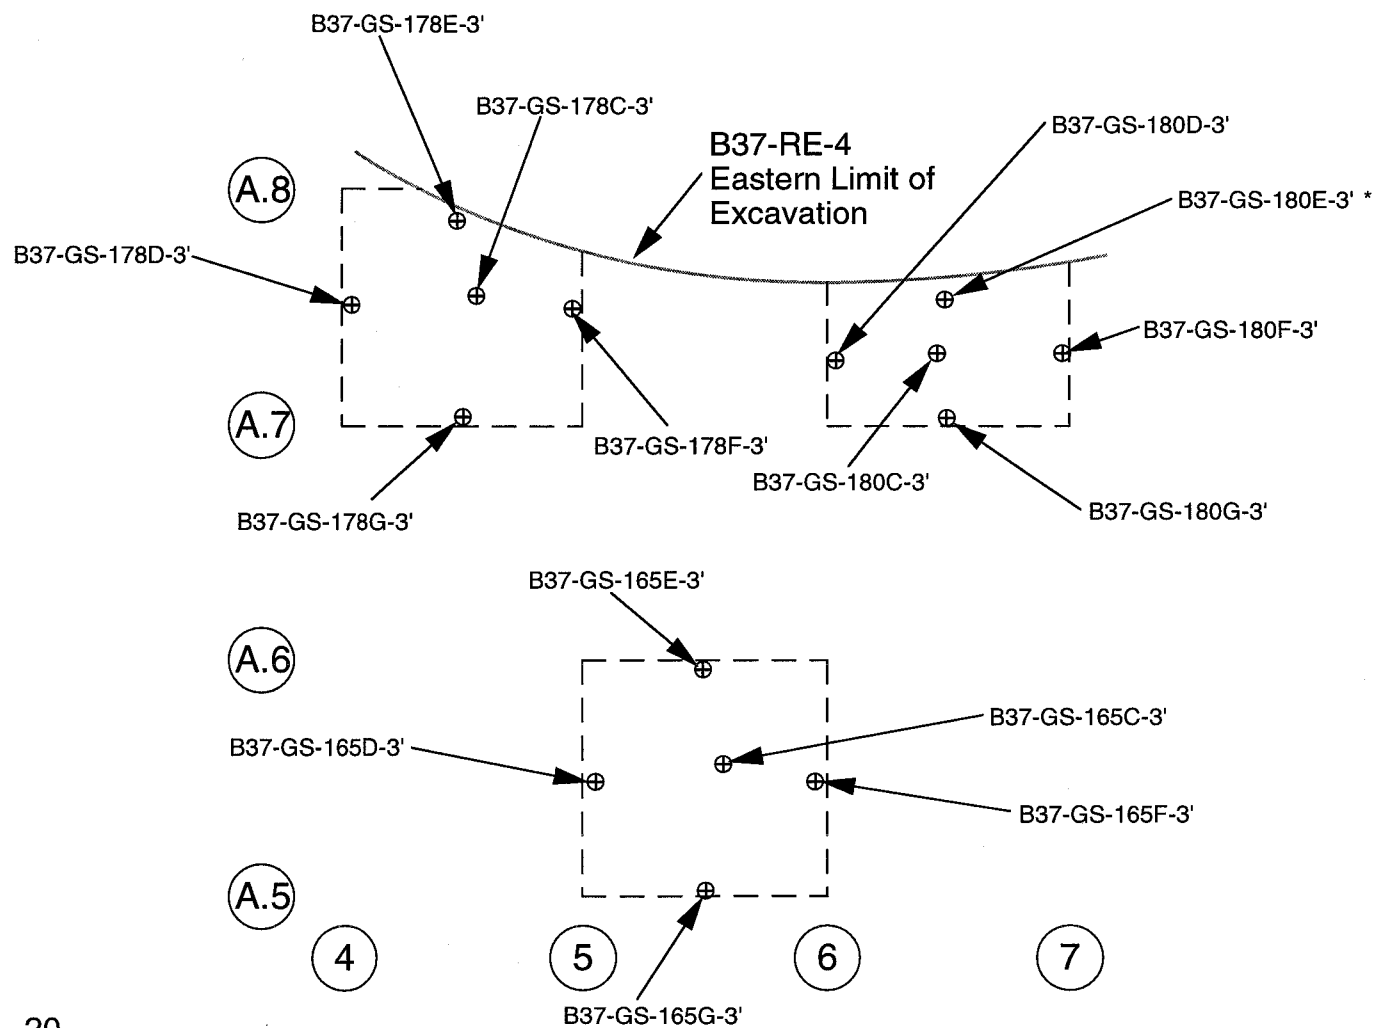 B37-GS-178E-3'
B37-GS-178C-3'
B37-RE-4
Eastern Limit of
Excavation
B37-GS-180D-3'
A.8
B37-GS-180E-3' *
B37-GS-178D-3'
B37-GS-180F-3'
A.7
B37-GS-178F-3'
B37-GS-180C-3'
B37-GS-178G-3'
B37-GS-180G-3'
B37-GS-165E-3'
A.6
B37-GS-165C-3'
B37-GS-165D-3'
B37-GS-165F-3'
A.5
4
5
6
7
B37-GS-165G-3'
20